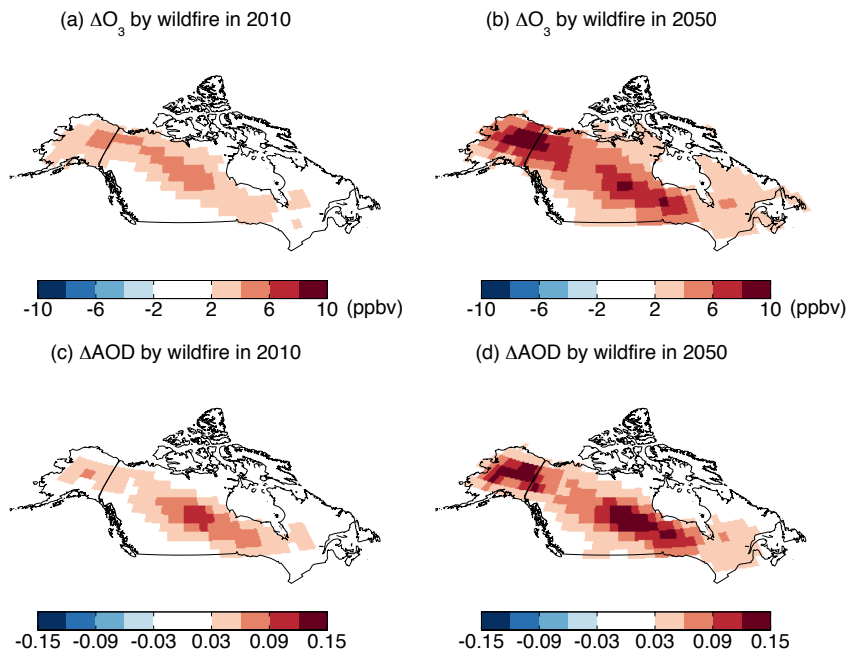 (a) ΔO3 by wildfire in 2010
(b) ΔO3 by wildfire in 2050
-10 -6 -2 2 6 10 (ppbv)
-10 -6 -2 2 6 10 (ppbv)
(c) ΔAOD by wildfire in 2010
(d) ΔAOD by wildfire in 2050
-0.15 -0.09 -0.03 0.03 0.09 0.15
-0.15 -0.09 -0.03 0.03 0.09 0.15